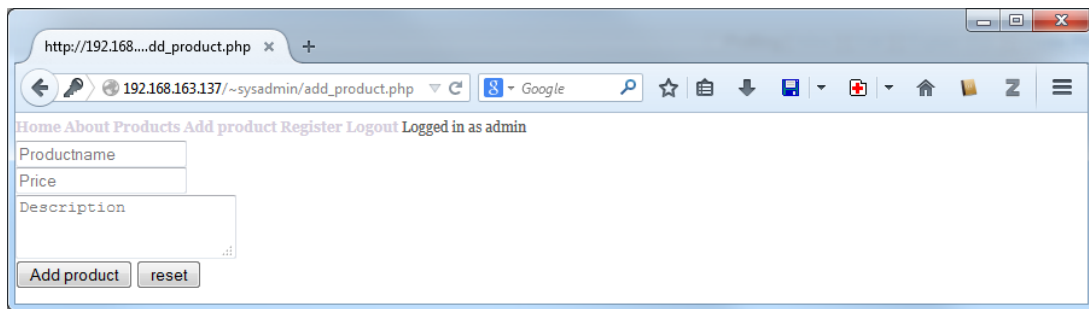 http://192.168....dd_product.php
192.168.163.137/~sysadmin/add_product.php
8 Google
Home About Products Add product Register Logout Logged in as admin
Productname
Price
Description
Add product reset